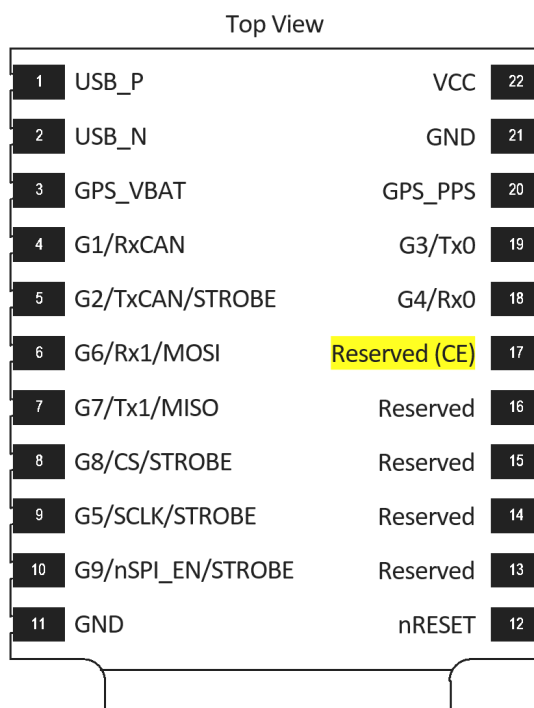 Top View
1 USB_P VCC 22
2 USB_N GND 21
3 GPS_VBAT GPS_PPS 20
4 G1/RxCAN G3/Tx0 19
5 G2/TxCAN/STROBE G4/Rx0 18
6 G6/Rx1/MOSI Reserved (CE) 17
7 G7/Tx1/MISO Reserved 16
8 G8/CS/STROBE Reserved 15
9 G5/SCLK/STROBE Reserved 14
10 G9/nSPI_EN/STROBE Reserved 13
11 GND nRESET 12